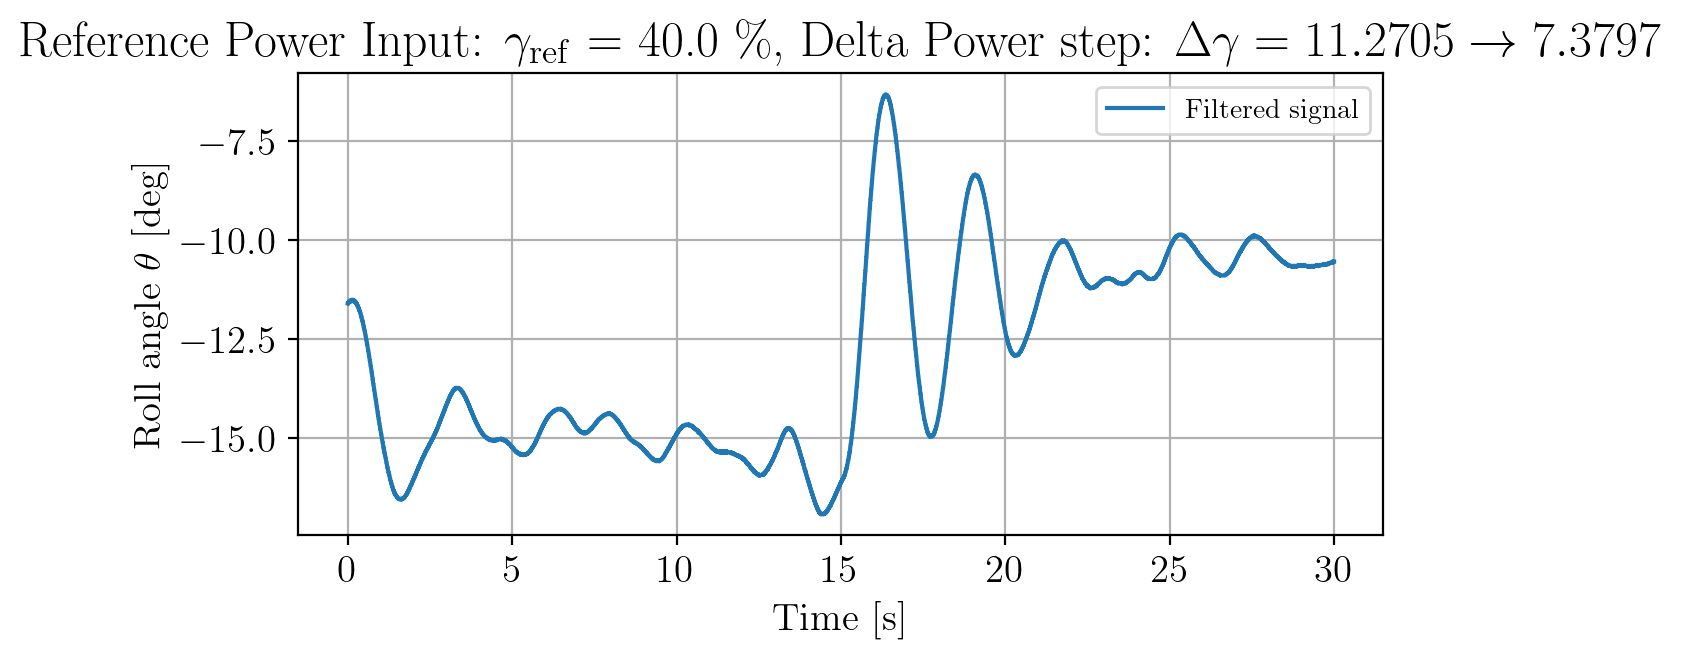 Reference Power Input: γref = 40.0 %, Delta Power step: Δγ = 11.2705 → 7.3797
Filtered signal
−7.5
−10.0
−12.5
−15.0
Roll angle θ [deg]
0 5 10 15 20 25 30
Time [s]